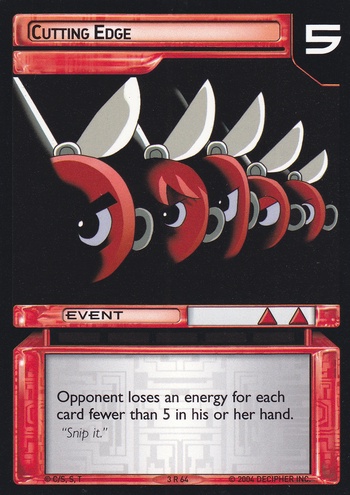 CUTTING EDGE
5
EVENT
Opponent loses an energy for each
card fewer than 5 in his or her hand.
"Snip it."
© C/S, S, T
3 R 64
© 2004 DECIPHER INC.